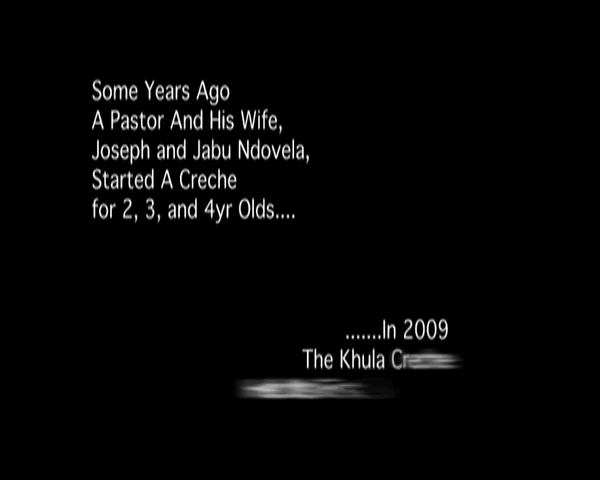 Some Years Ago
A Pastor And His Wife,
Joseph and Jabu Ndovela,
Started A Creche
for 2, 3, and 4yr Olds....
.......In 2009
The Khula